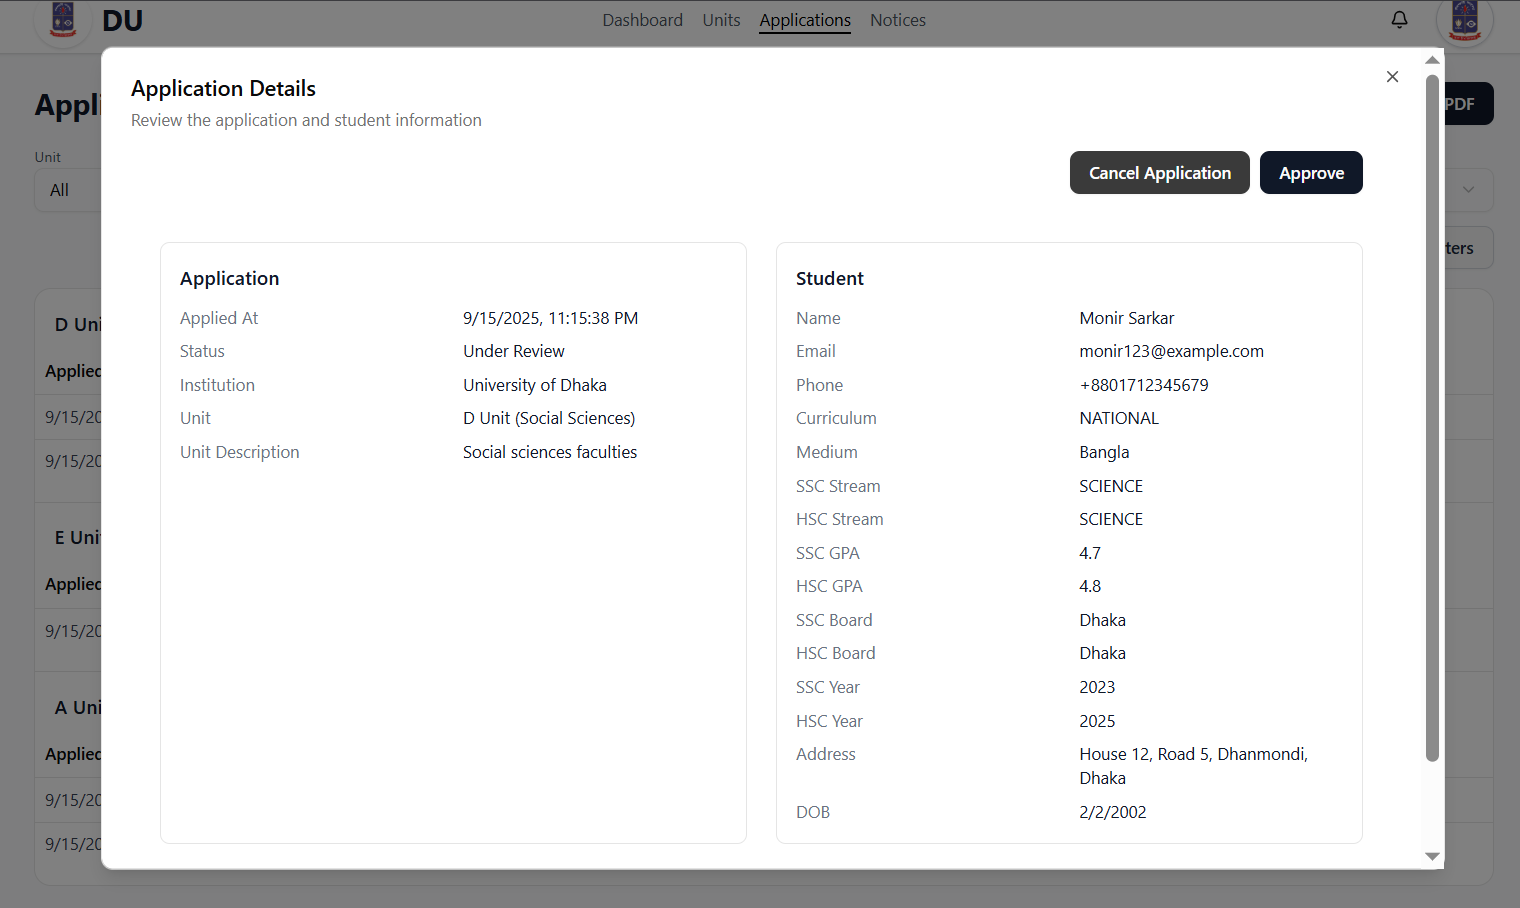 DU
Dashboard Units Applications Notices
Appli
PDF
Unit
All
ters
Application Details
Review the application and student information
Cancel Application Approve
Application
Applied At 9/15/2025, 11:15:38 PM
Status Under Review
Institution University of Dhaka
Unit D Unit (Social Sciences)
Unit Description Social sciences faculties
Student
Name Monir Sarkar
Email monir123@example.com
Phone +8801712345679
Curriculum NATIONAL
Medium Bangla
SSC Stream SCIENCE
HSC Stream SCIENCE
SSC GPA 4.7
HSC GPA 4.8
SSC Board Dhaka
HSC Board Dhaka
SSC Year 2023
HSC Year 2025
Address House 12, Road 5, Dhanmondi,
Dhaka
DOB 2/2/2002
D Uni
Applied
9/15/20
9/15/20
E Uni
Applied
9/15/20
A Uni
Applied
9/15/20
9/15/20